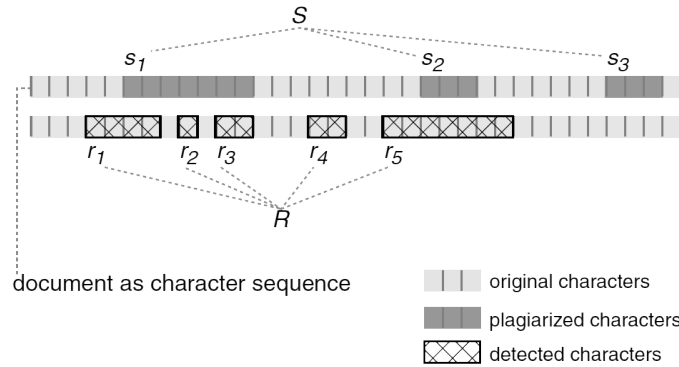 S
s1 s2 s3
r1 r2 r3 r4 r5
R
document as character sequence
original characters
plagiarized characters
detected characters